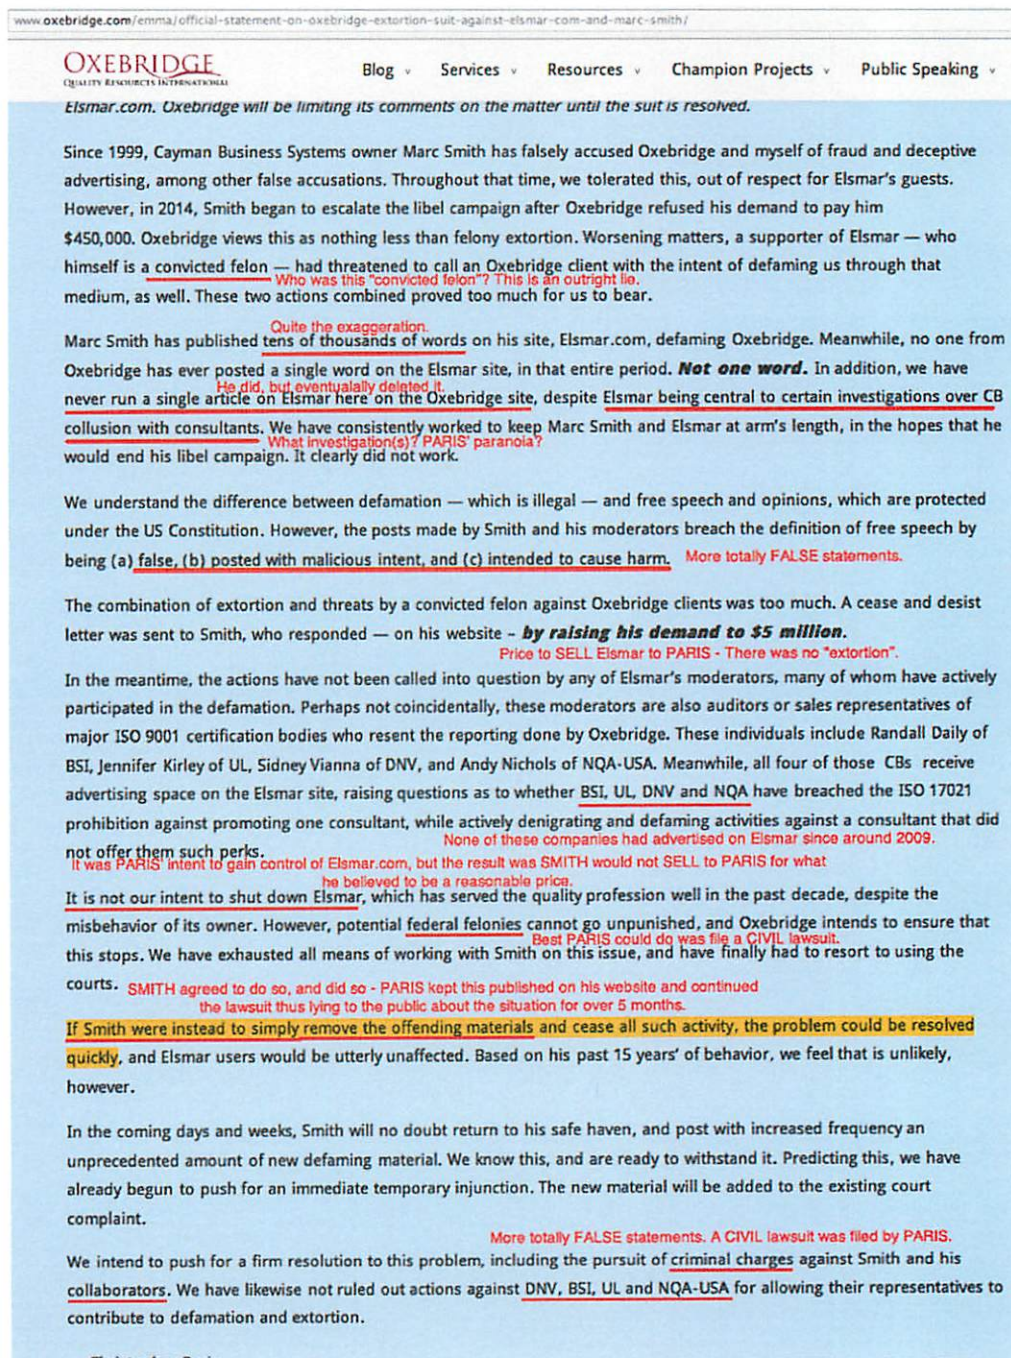 www.oxebridge.com/emma/official-statement-on-oxebridge-extortion-suit-against-elsmar-com-and-marc-smith/
OXEBRIDGE
QUALITY RESOURCES INTERNATIONAL
Blog Services Resources Champion Projects Public Speaking
Elsmar.com. Oxebridge will be limiting its comments on the matter until the suit is resolved.
Since 1999, Cayman Business Systems owner Marc Smith has falsely accused Oxebridge and myself of fraud and deceptive
advertising, among other false accusations. Throughout that time, we tolerated this, out of respect for Elsmar's guests.
However, in 2014, Smith began to escalate the libel campaign after Oxebridge refused his demand to pay him
$450,000. Oxebridge views this as nothing less than felony extortion. Worsening matters, a supporter of Elsmar — who
himself is a convicted felon — had threatened to call an Oxebridge client with the intent of defaming us through that
Who was this "convicted felon"? This is an outright lie.
medium, as well. These two actions combined proved too much for us to bear.
Quite the exaggeration.
Marc Smith has published tens of thousands of words on his site, Elsmar.com, defaming Oxebridge. Meanwhile, no one from
Oxebridge has ever posted a single word on the Elsmar site, in that entire period. Not one word. In addition, we have
He did, but eventualally deleted it.
never run a single article on Elsmar here on the Oxebridge site, despite Elsmar being central to certain investigations over CB
collusion with consultants. We have consistently worked to keep Marc Smith and Elsmar at arm's length, in the hopes that he
What investigation(s)? PARIS' paranoia?
would end his libel campaign. It clearly did not work.
We understand the difference between defamation — which is illegal — and free speech and opinions, which are protected
under the US Constitution. However, the posts made by Smith and his moderators breach the definition of free speech by
being (a) false, (b) posted with malicious intent, and (c) intended to cause harm. More totally FALSE statements.
The combination of extortion and threats by a convicted felon against Oxebridge clients was too much. A cease and desist
letter was sent to Smith, who responded — on his website – by raising his demand to $5 million.
Price to SELL Elsmar to PARIS - There was no "extortion".
In the meantime, the actions have not been called into question by any of Elsmar's moderators, many of whom have actively
participated in the defamation. Perhaps not coincidentally, these moderators are also auditors or sales representatives of
major ISO 9001 certification bodies who resent the reporting done by Oxebridge. These individuals include Randall Daily of
BSI, Jennifer Kirley of UL, Sidney Vianna of DNV, and Andy Nichols of NQA-USA. Meanwhile, all four of those CBs receive
advertising space on the Elsmar site, raising questions as to whether BSI, UL, DNV and NQA have breached the ISO 17021
prohibition against promoting one consultant, while actively denigrating and defaming activities against a consultant that did
None of these companies had advertised on Elsmar since around 2009.
not offer them such perks.
It was PARIS' intent to gain control of Elsmar.com, but the result was SMITH would not SELL to PARIS for what
he believed to be a reasonable price.
It is not our intent to shut down Elsmar, which has served the quality profession well in the past decade, despite the
misbehavior of its owner. However, potential federal felonies cannot go unpunished, and Oxebridge intends to ensure that
Best PARIS could do was file a CIVIL lawsuit.
this stops. We have exhausted all means of working with Smith on this issue, and have finally had to resort to using the
courts. SMITH agreed to do so, and did so - PARIS kept this published on his website and continued
the lawsuit thus lying to the public about the situation for over 5 months.
If Smith were instead to simply remove the offending materials and cease all such activity, the problem could be resolved
quickly, and Elsmar users would be utterly unaffected. Based on his past 15 years' of behavior, we feel that is unlikely,
however.
In the coming days and weeks, Smith will no doubt return to his safe haven, and post with increased frequency an
unprecedented amount of new defaming material. We know this, and are ready to withstand it. Predicting this, we have
already begun to push for an immediate temporary injunction. The new material will be added to the existing court
complaint.
More totally FALSE statements. A CIVIL lawsuit was filed by PARIS.
We intend to push for a firm resolution to this problem, including the pursuit of criminal charges against Smith and his
collaborators. We have likewise not ruled out actions against DNV, BSI, UL and NQA-USA for allowing their representatives to
contribute to defamation and extortion.